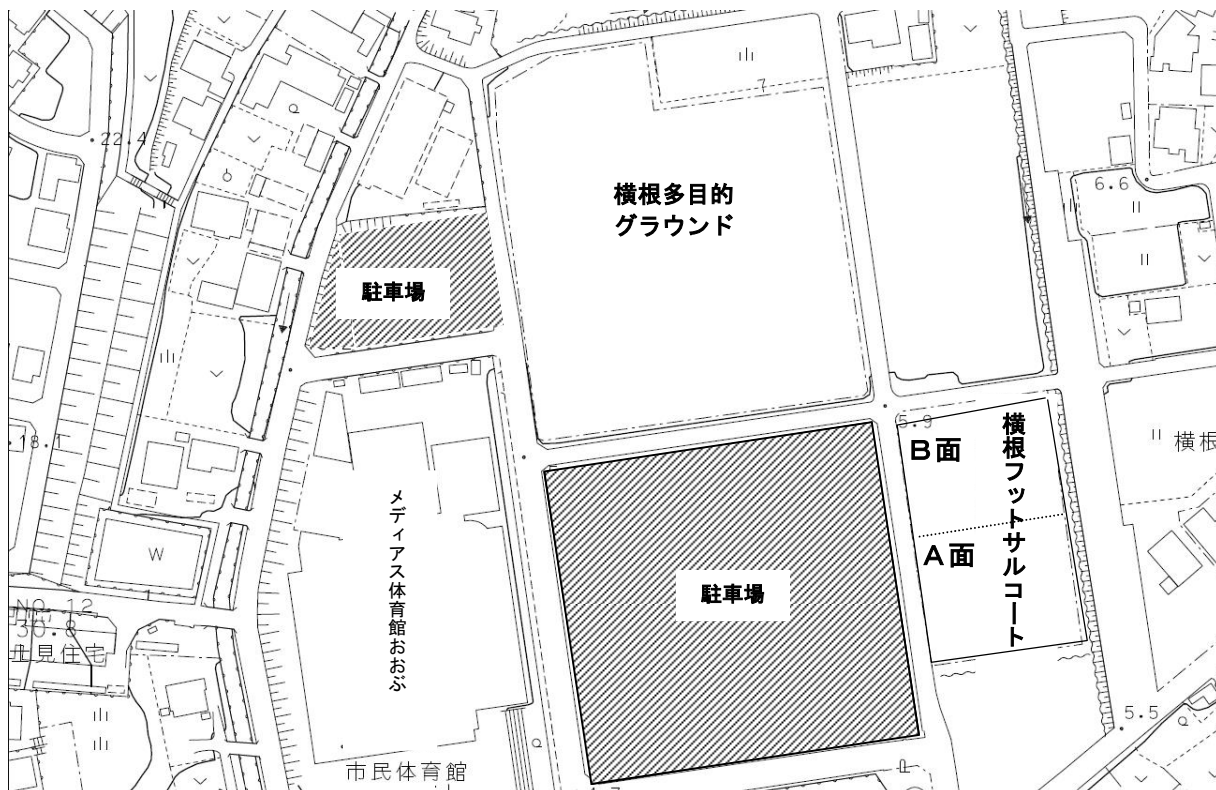 22.4
7
横根多目的
グラウンド
6.6
駐車場
5.9
18.1
B面
横根フットサルコート
横根
A面
メディアス体育館おおぶ
W
駐車場
NO.12
30.8
見住宅
5.5
市民体育館